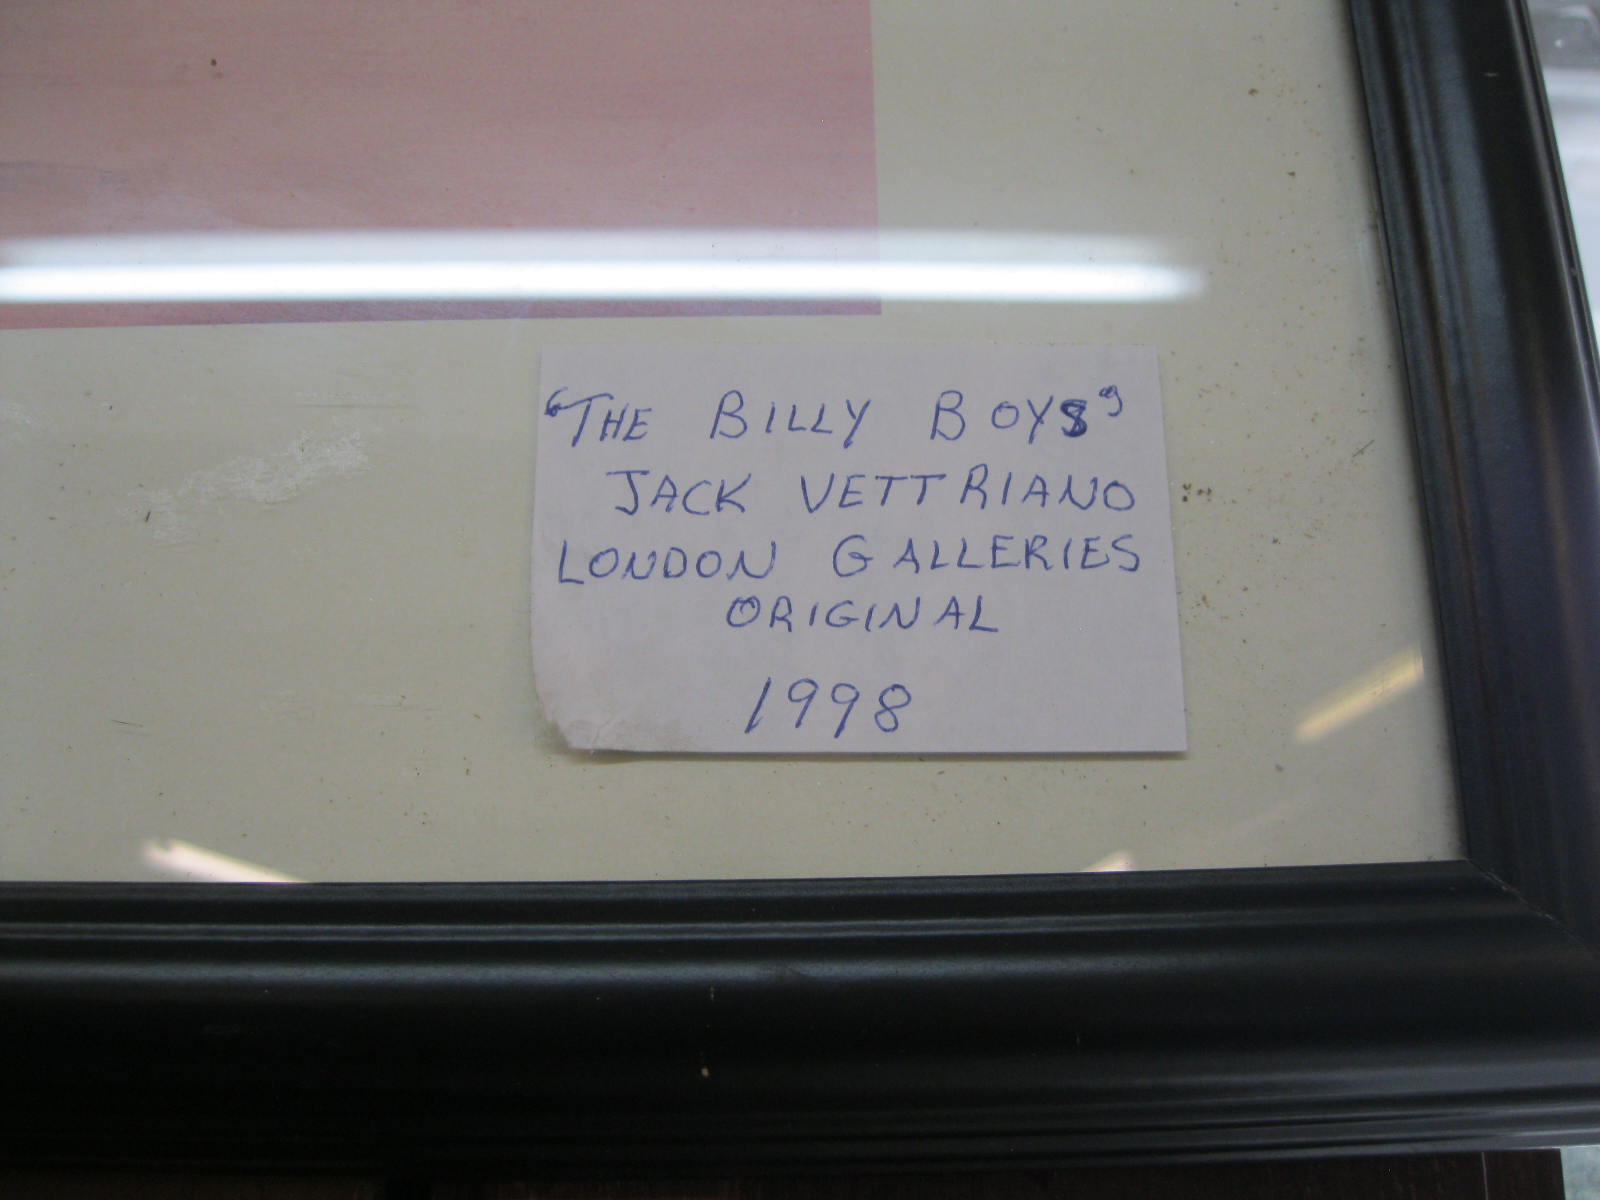 "THE BILLY BOYS"
JACK VETTRIANO
LONDON GALLERIES
ORIGINAL
1998